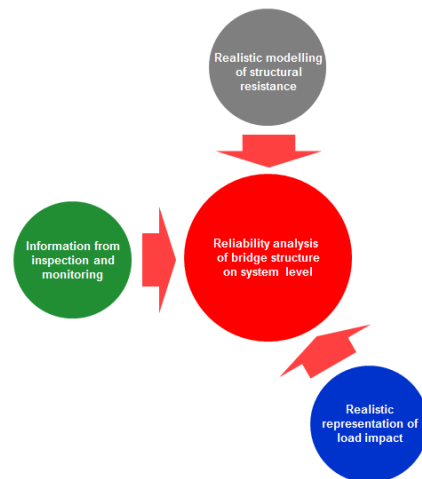 Realistic modelling
of structural
resistance
Information from
inspection and
monitoring
Reliability analysis
of bridge structure
on system level
Realistic
representation of
load impact